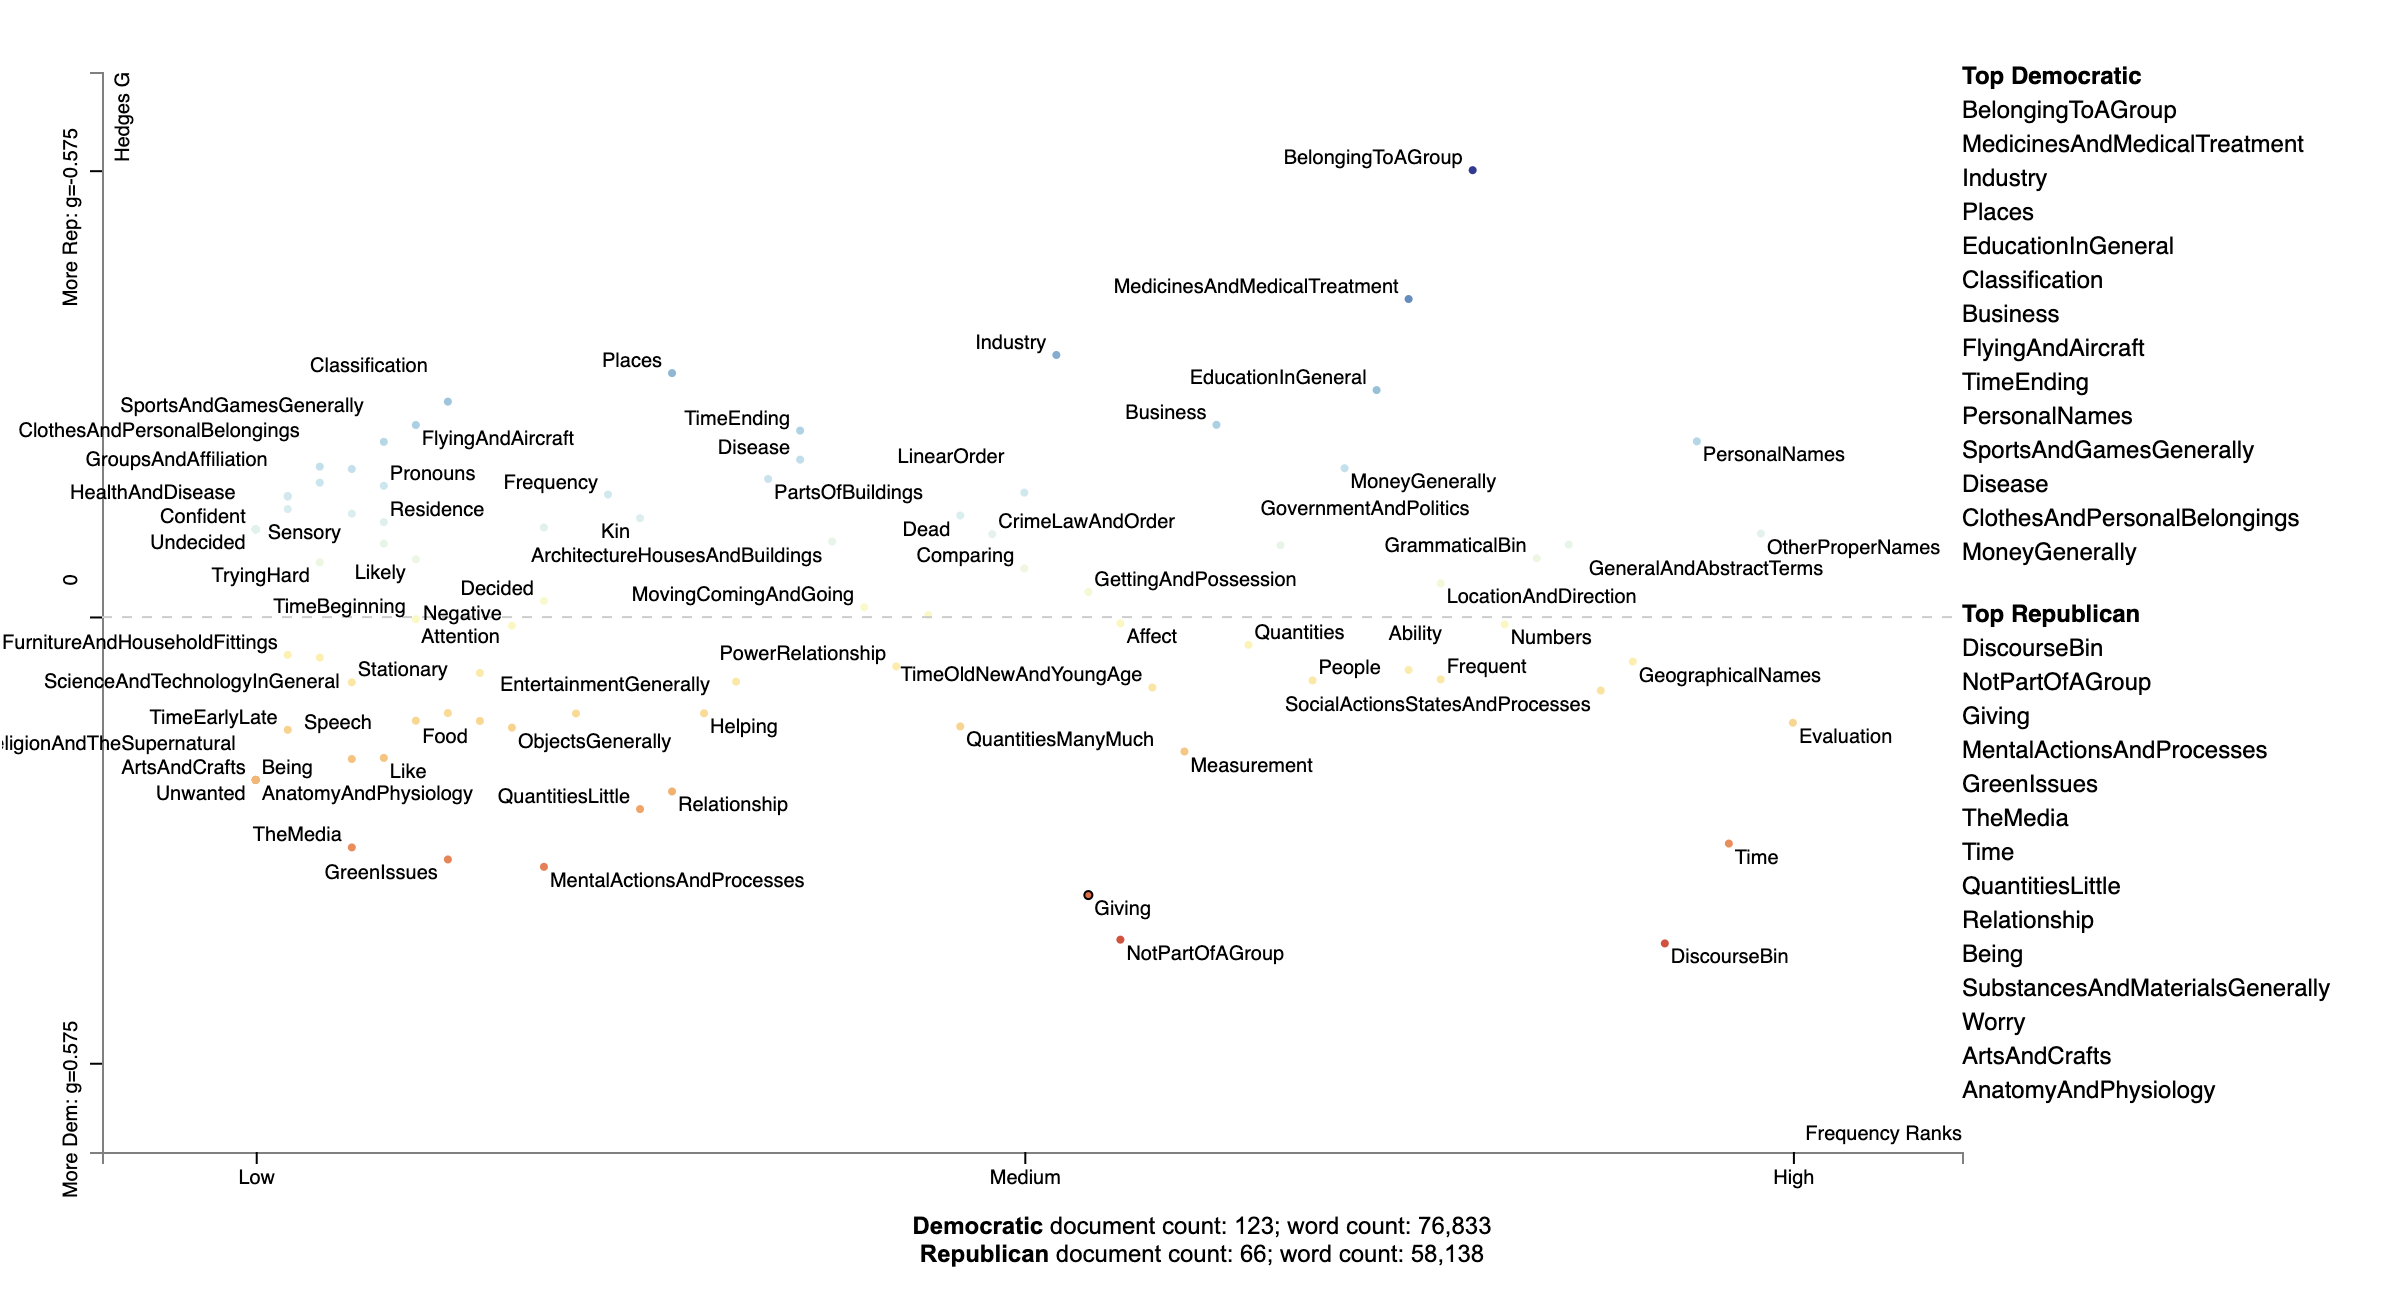 Hedges G
More Rep: g=-0.575
0
More Dem: g=0.575
BelongingToAGroup
MedicinesAndMedicalTreatment
Industry
Places
Classification
EducationInGeneral
SportsAndGamesGenerally
Business
TimeEnding
ClothesAndPersonalBelongings
FlyingAndAircraft
Disease
LinearOrder
PersonalNames
GroupsAndAffiliation
Pronouns
Frequency
MoneyGenerally
HealthAndDisease
PartsOfBuildings
Residence
GovernmentAndPolitics
Confident
Sensory
Kin
Dead
CrimeLawAndOrder
Undecided
ArchitectureHousesAndBuildings
Comparing
GrammaticalBin
OtherProperNames
TryingHard
Likely
GeneralAndAbstractTerms
Decided
GettingAndPossession
MovingComingAndGoing
LocationAndDirection
TimeBeginning
Negative
Attention
Affect
Quantities
Ability
Numbers
FurnitureAndHouseholdFittings
PowerRelationship
Stationary
TimeOldNewAndYoungAge
People
Frequent
GeographicalNames
ScienceAndTechnologyInGeneral
EntertainmentGenerally
SocialActionsStatesAndProcesses
TimeEarlyLate
Speech
Food
ObjectsGenerally
Helping
QuantitiesManyMuch
Evaluation
ligionAndTheSupernatural
ArtsAndCrafts
Being
Like
Measurement
Unwanted
AnatomyAndPhysiology
QuantitiesLittle
Relationship
TheMedia
GreenIssues
MentalActionsAndProcesses
Time
Giving
NotPartOfAGroup
DiscourseBin
Frequency Ranks
Low
Medium
High
Top Democratic
BelongingToAGroup
MedicinesAndMedicalTreatment
Industry
Places
EducationInGeneral
Classification
Business
FlyingAndAircraft
TimeEnding
PersonalNames
SportsAndGamesGenerally
Disease
ClothesAndPersonalBelongings
MoneyGenerally
Top Republican
DiscourseBin
NotPartOfAGroup
Giving
MentalActionsAndProcesses
GreenIssues
TheMedia
Time
QuantitiesLittle
Relationship
Being
SubstancesAndMaterialsGenerally
Worry
ArtsAndCrafts
AnatomyAndPhysiology
Democratic document count: 123; word count: 76,833
Republican document count: 66; word count: 58,138